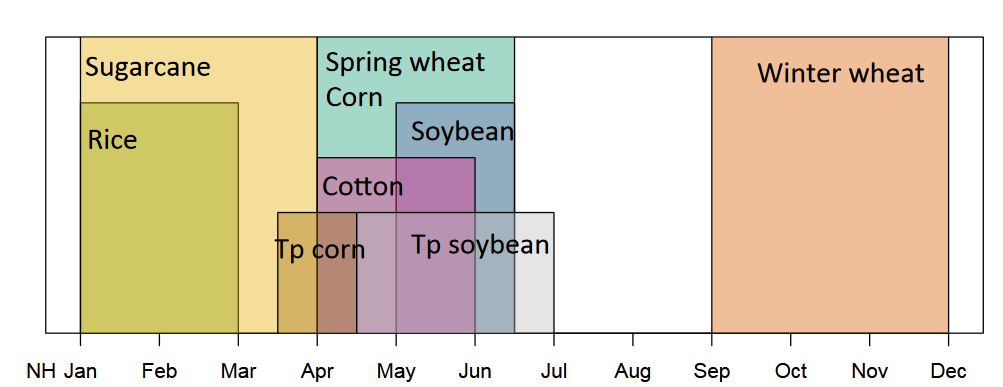 Sugarcane
Spring wheat
Corn
Winter wheat
Rice
Soybean
Cotton
Tp corn
Tp soybean
NH Jan Feb Mar Apr May Jun Jul Aug Sep Oct Nov Dec